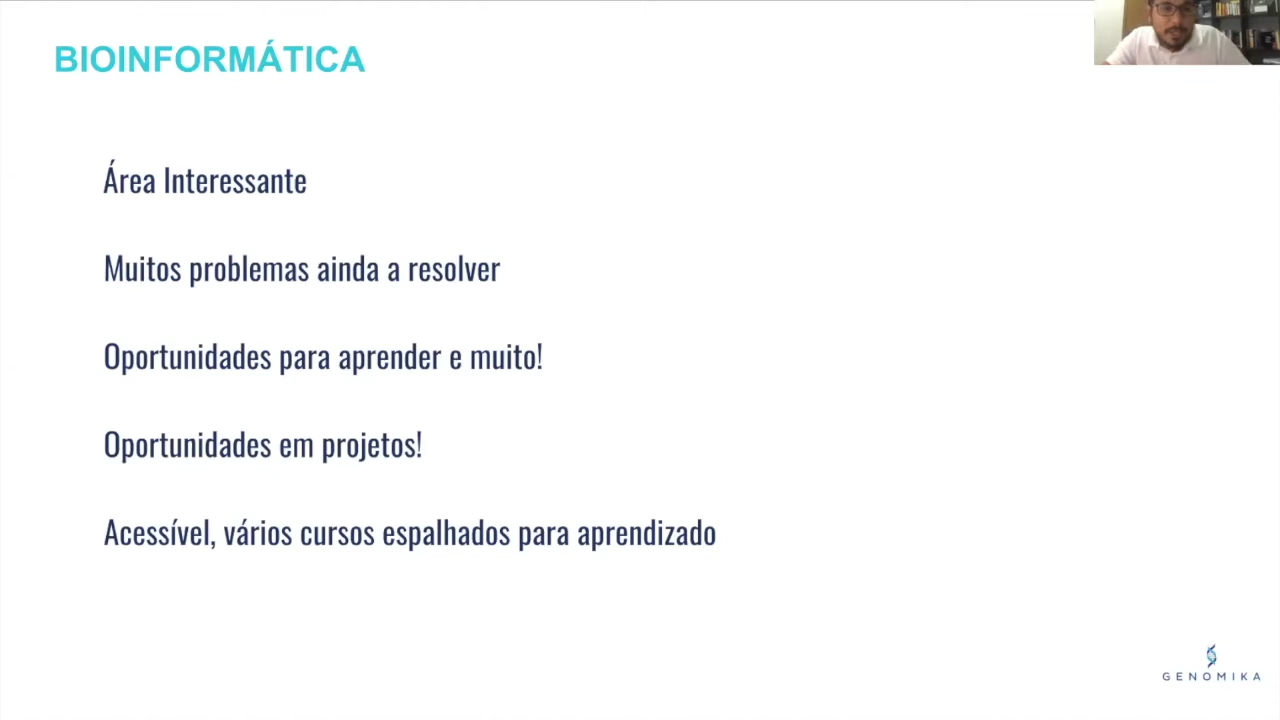 BIOINFORMÁTICA
Área Interessante
Muitos problemas ainda a resolver
Oportunidades para aprender e muito!
Oportunidades em projetos!
Acessível, vários cursos espalhados para aprendizado
GENOMIKA